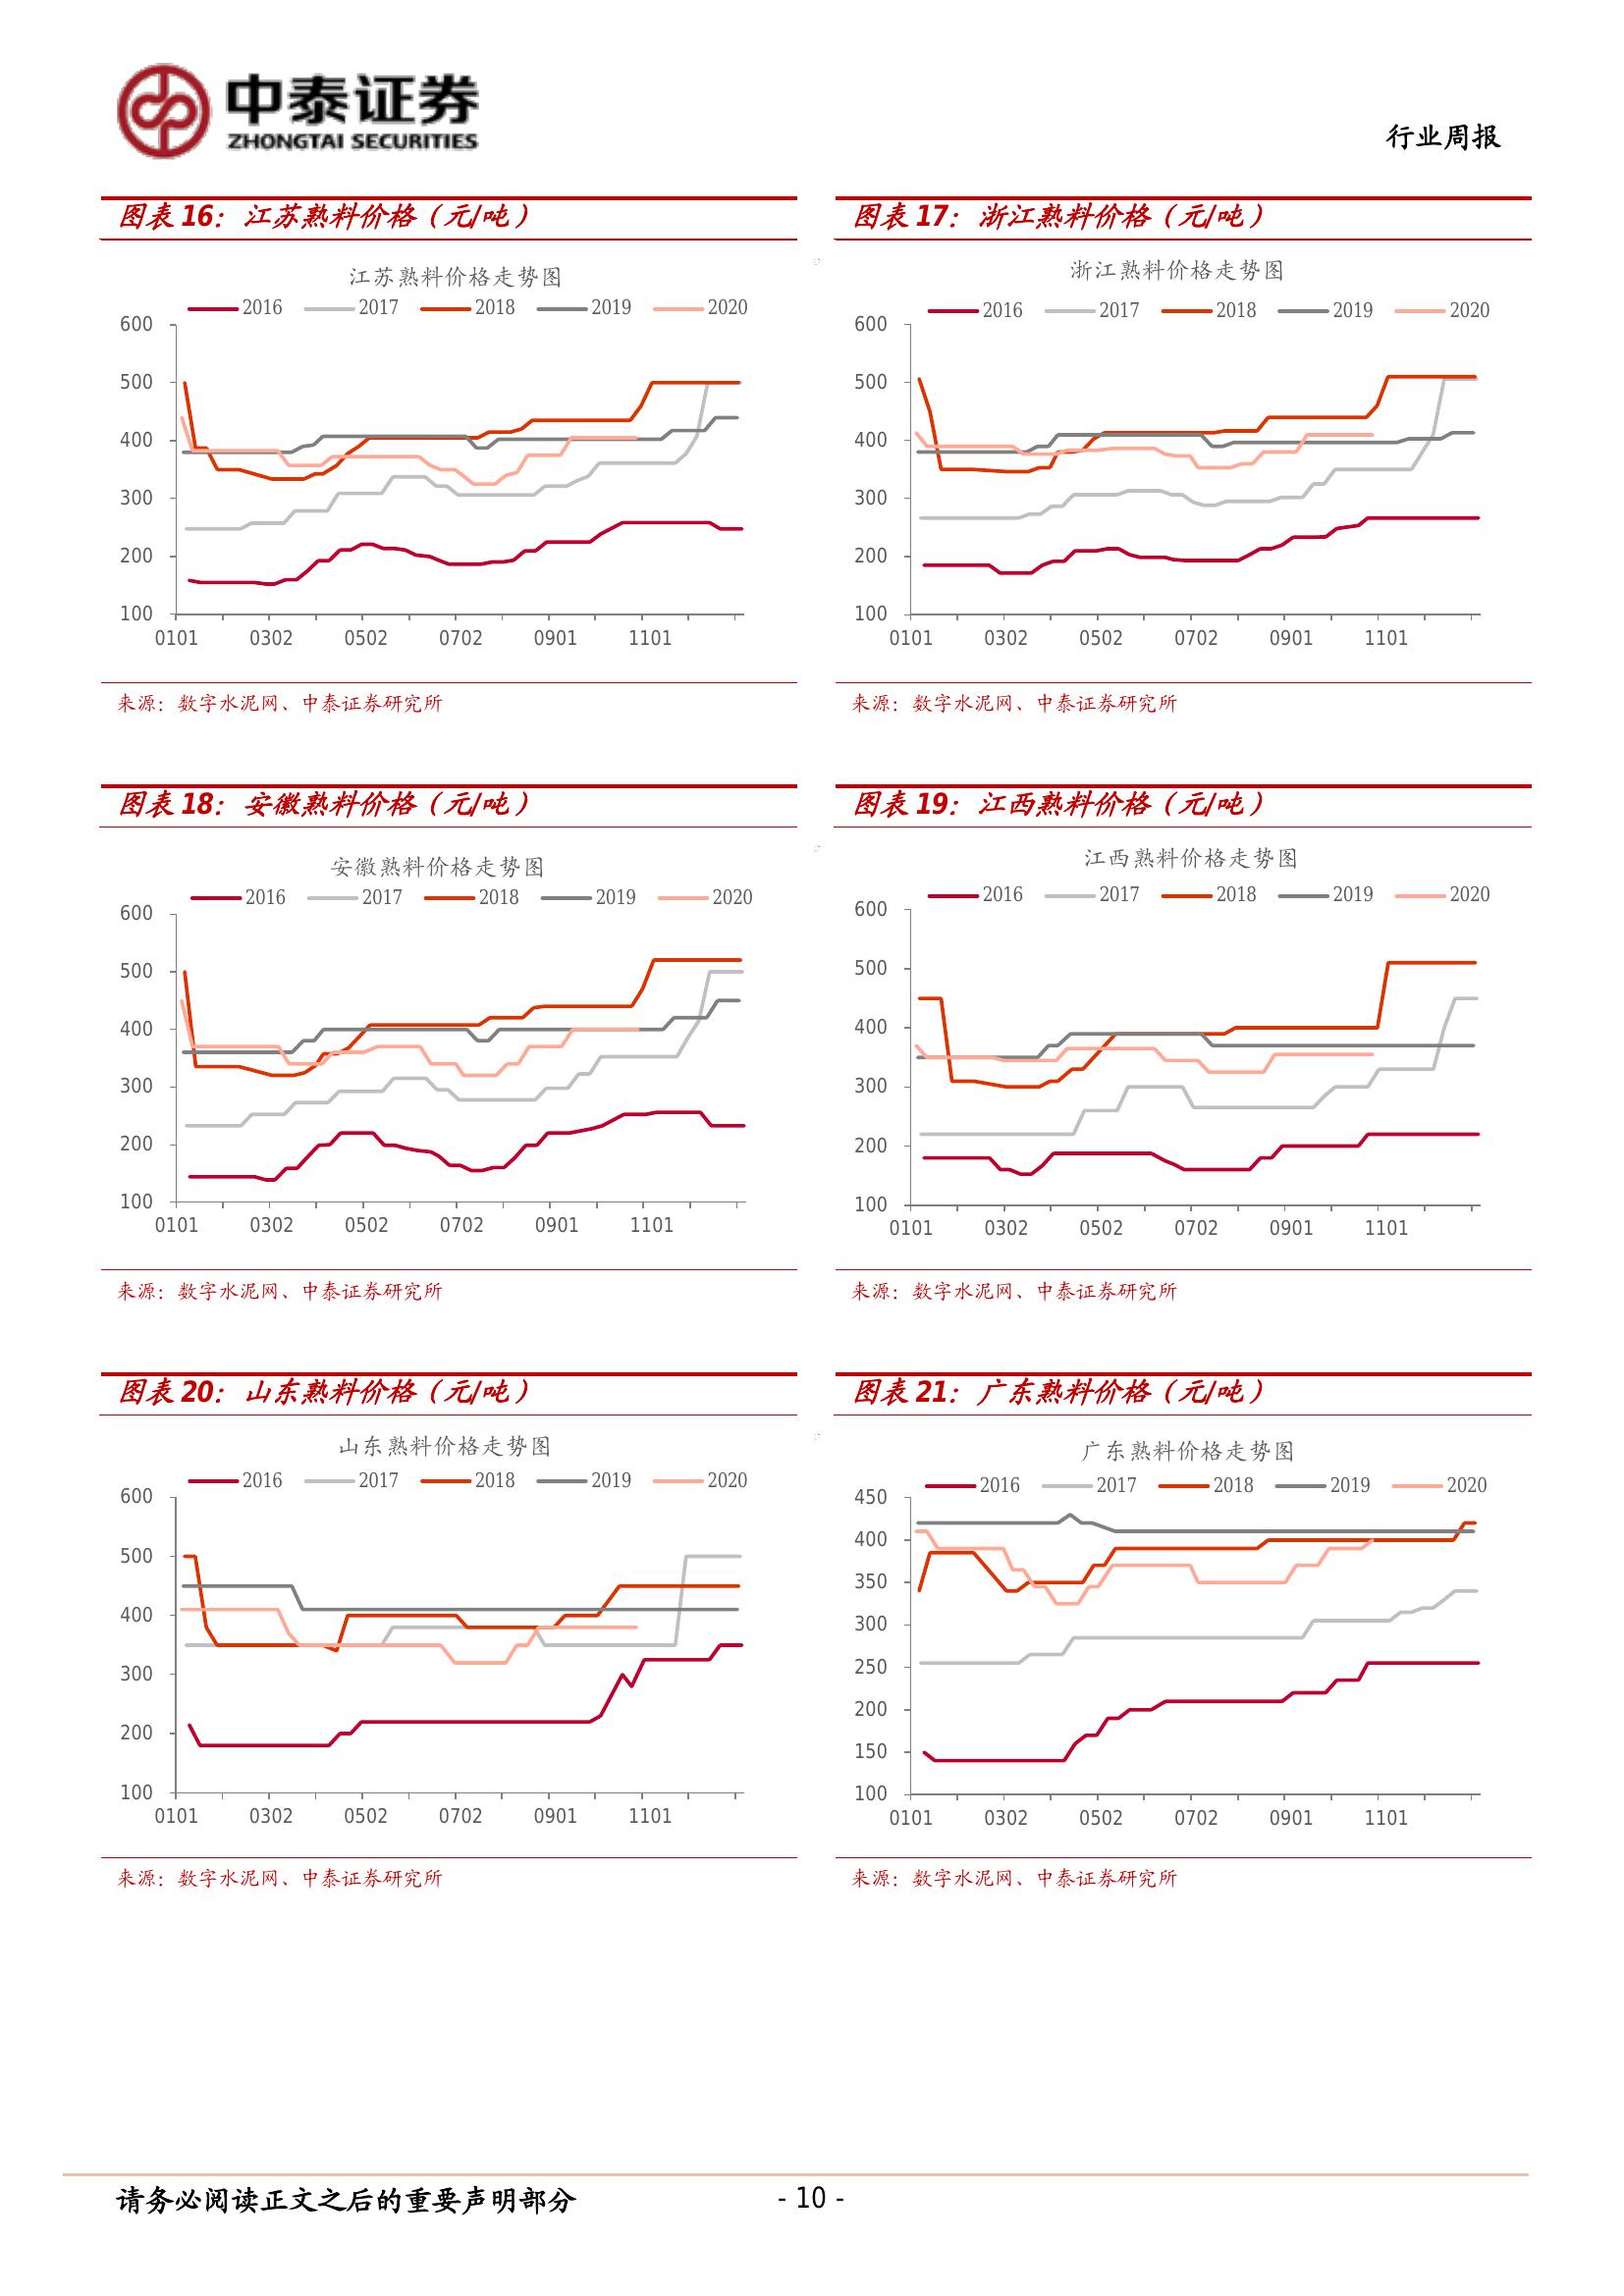 中泰证券
ZHONGTAI SECURITIES
行业周报
图表 16：江苏熟料价格（元/吨）
江苏熟料价格走势图
2016 2017 2018 2019 2020
600
500
400
300
200
100
0101 0302 0502 0702 0901 1101
来源：数字水泥网、中泰证券研究所
图表 17：浙江熟料价格（元/吨）
浙江熟料价格走势图
2016 2017 2018 2019 2020
600
500
400
300
200
100
0101 0302 0502 0702 0901 1101
来源：数字水泥网、中泰证券研究所
图表 18：安徽熟料价格（元/吨）
安徽熟料价格走势图
2016 2017 2018 2019 2020
600
500
400
300
200
100
0101 0302 0502 0702 0901 1101
来源：数字水泥网、中泰证券研究所
图表 19：江西熟料价格（元/吨）
江西熟料价格走势图
2016 2017 2018 2019 2020
600
500
400
300
200
100
0101 0302 0502 0702 0901 1101
来源：数字水泥网、中泰证券研究所
图表 20：山东熟料价格（元/吨）
山东熟料价格走势图
2016 2017 2018 2019 2020
600
500
400
300
200
100
0101 0302 0502 0702 0901 1101
来源：数字水泥网、中泰证券研究所
图表 21：广东熟料价格（元/吨）
广东熟料价格走势图
2016 2017 2018 2019 2020
450
400
350
300
250
200
150
100
0101 0302 0502 0702 0901 1101
来源：数字水泥网、中泰证券研究所
请务必阅读正文之后的重要声明部分
- 10 -